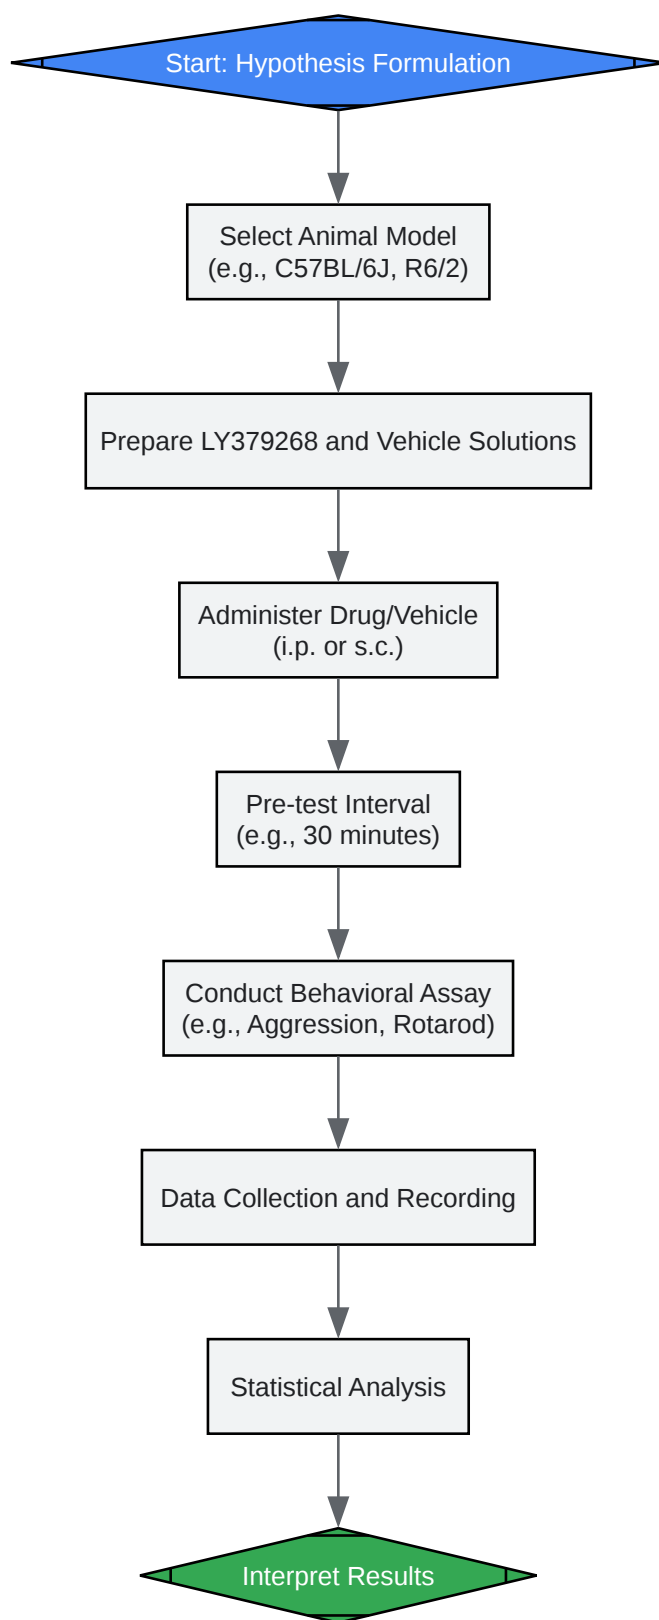 Start: Hypothesis Formulation
Select Animal Model
(e.g., C57BL/6J, R6/2)
Prepare LY379268 and Vehicle Solutions
Administer Drug/Vehicle
(i.p. or s.c.)
Pre-test Interval
(e.g., 30 minutes)
Conduct Behavioral Assay
(e.g., Aggression, Rotarod)
Data Collection and Recording
Statistical Analysis
Interpret Results